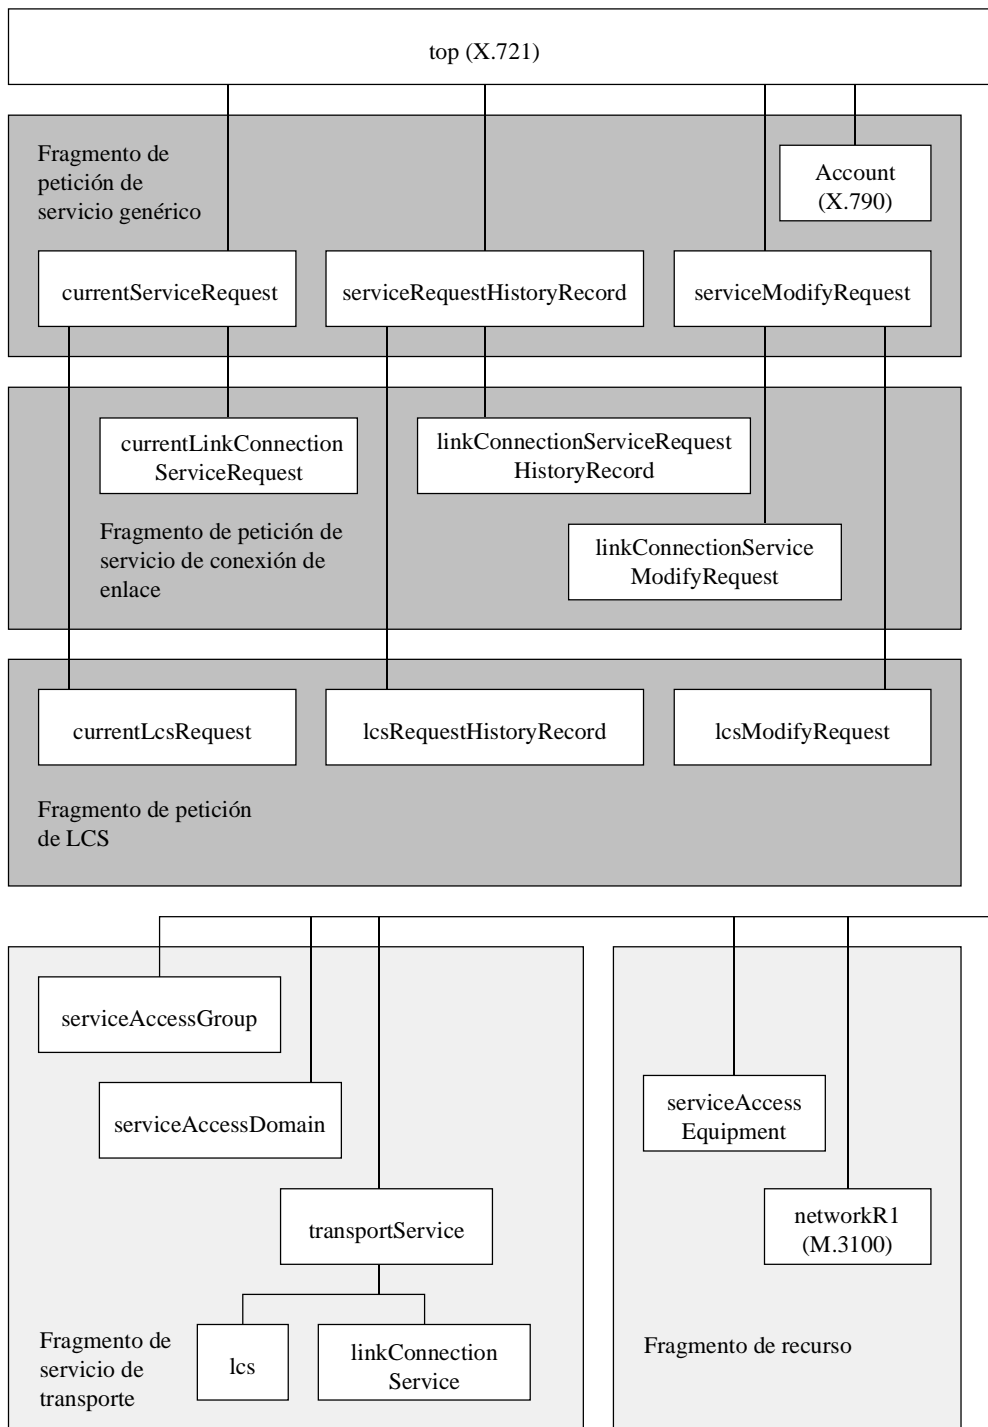 top (X.721)
Fragmento de
petición de
servicio genérico
Account
(X.790)
currentServiceRequest
serviceRequestHistoryRecord
serviceModifyRequest
currentLinkConnection
ServiceRequest
linkConnectionServiceRequest
HistoryRecord
Fragmento de petición de
servicio de conexión de
enlace
linkConnectionService
ModifyRequest
currentLcsRequest
lcsRequestHistoryRecord
lcsModifyRequest
Fragmento de petición
de LCS
serviceAccessGroup
serviceAccessDomain
transportService
lcs
linkConnection
Service
Fragmento de
servicio de
transporte
serviceAccess
Equipment
networkR1
(M.3100)
Fragmento de recurso